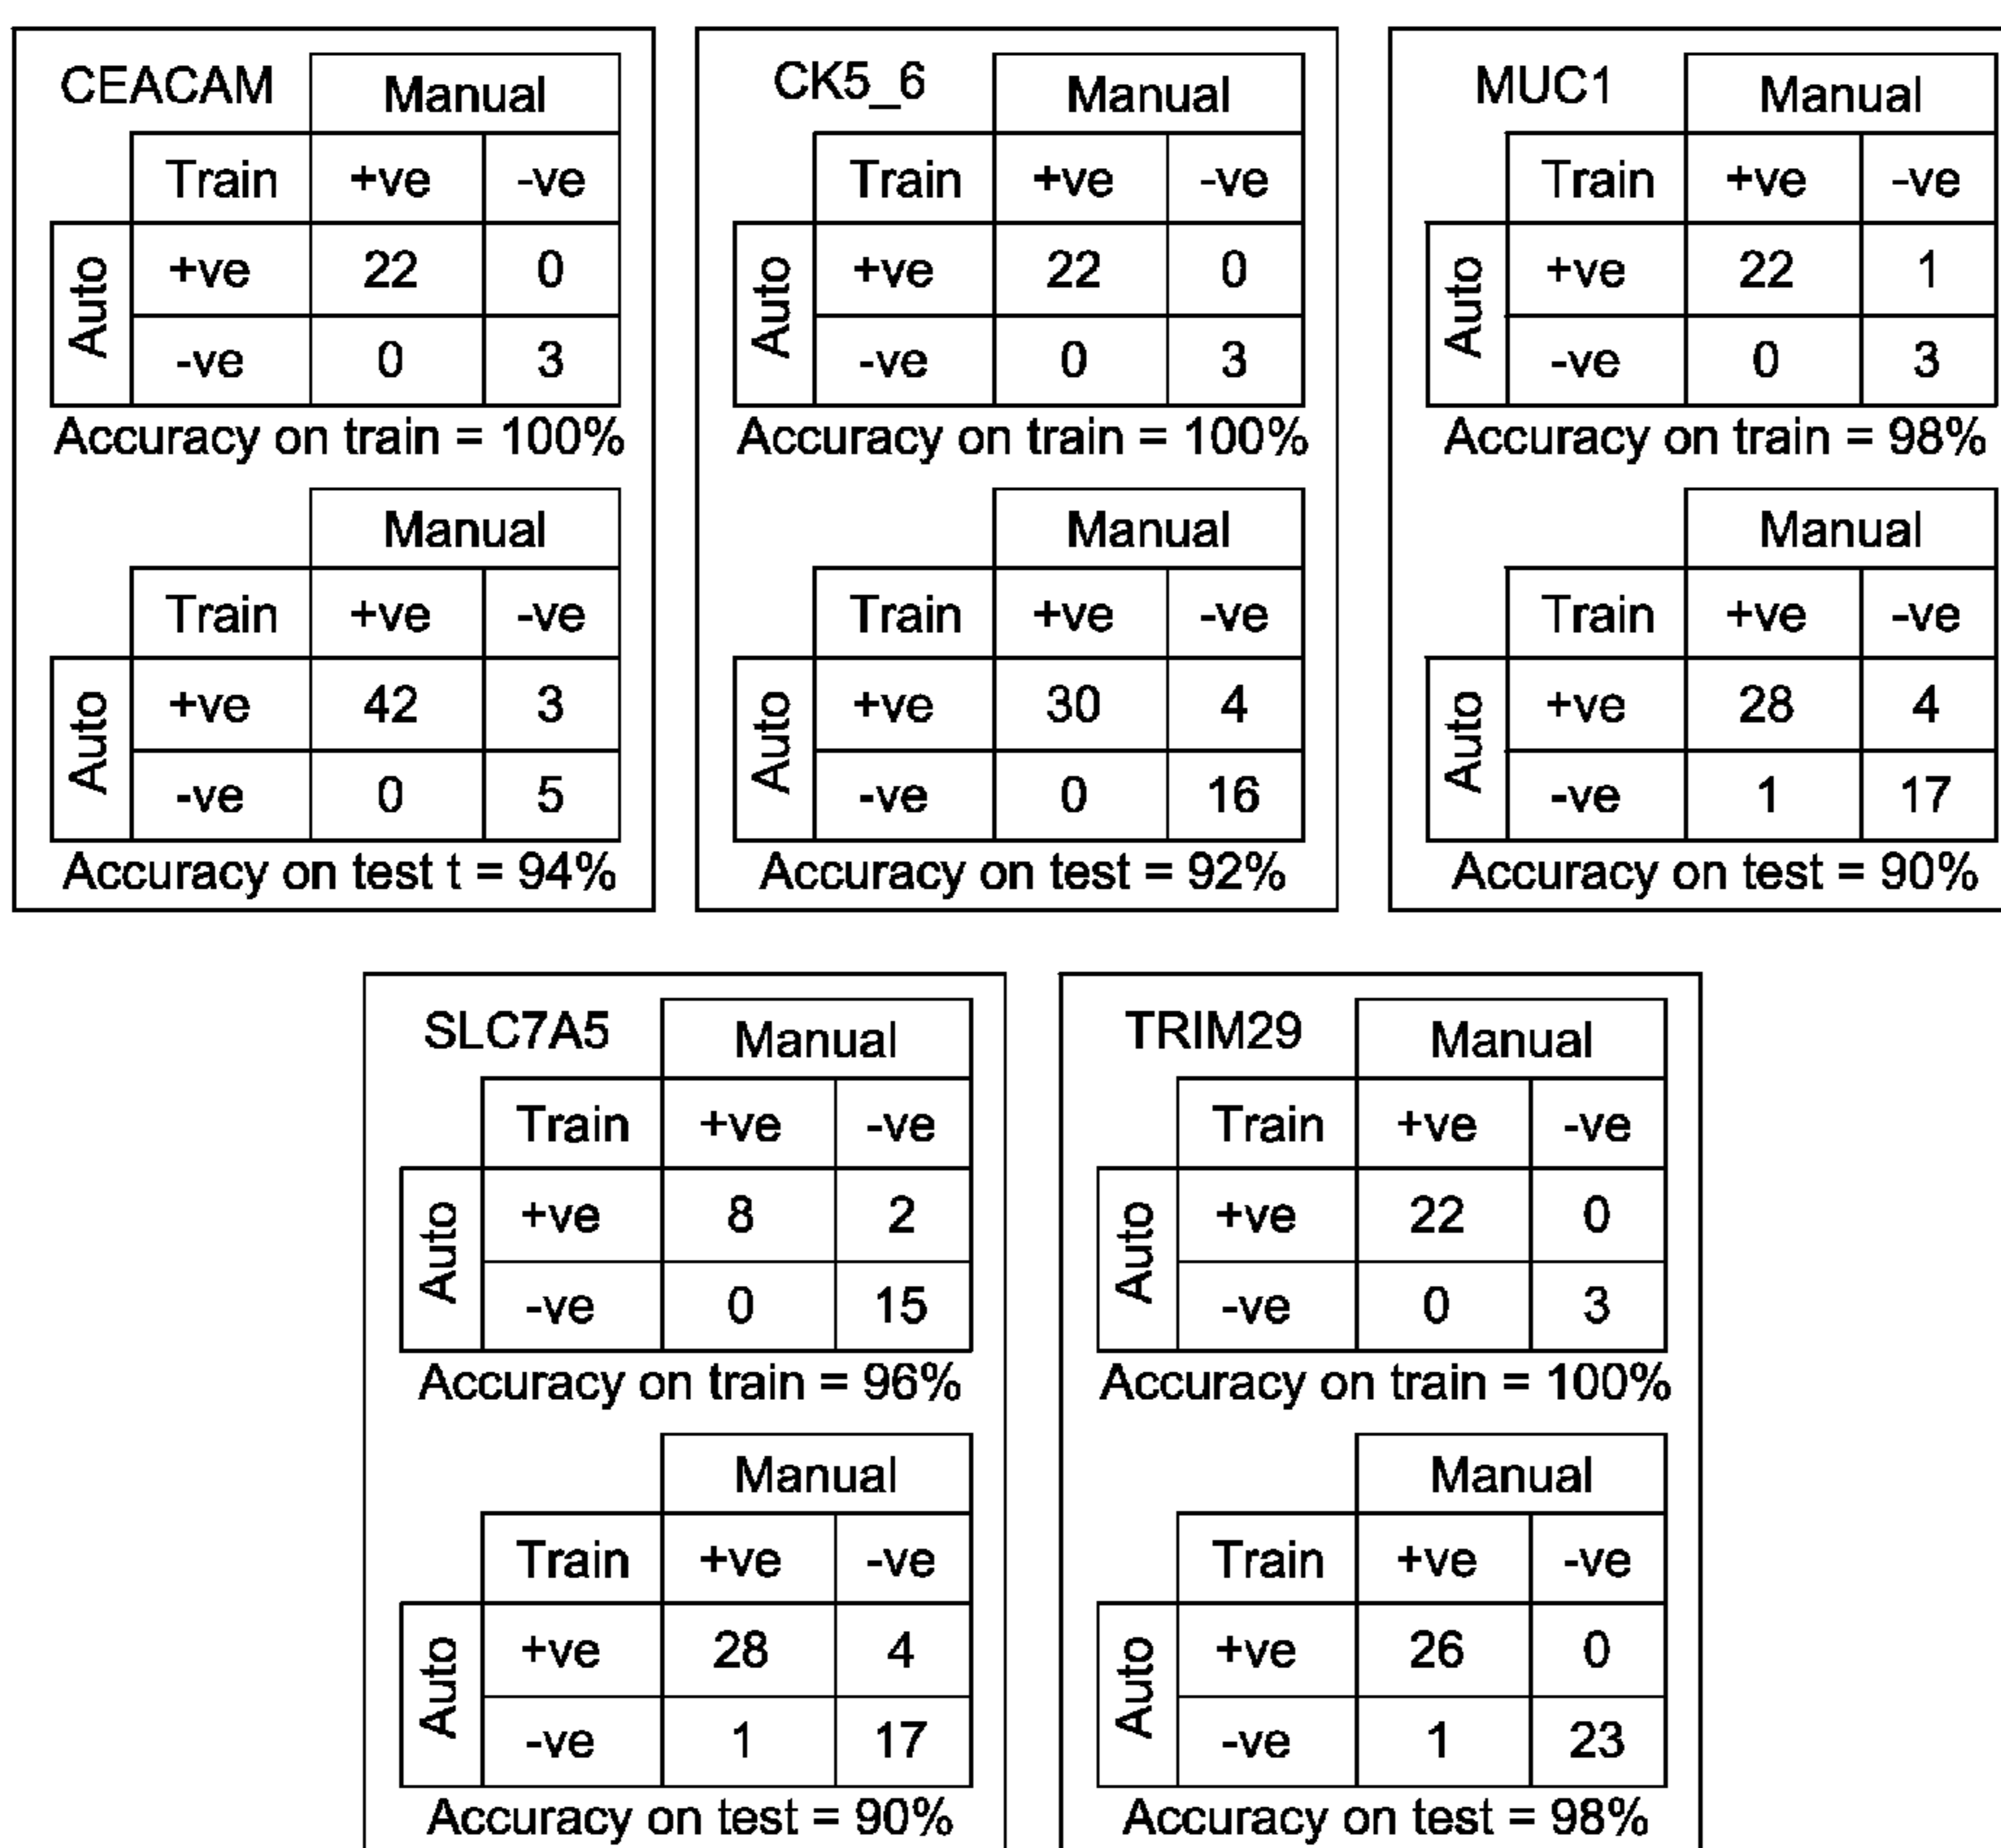 CEACAM Manual
Train +ve -ve
Auto +ve 22 0
-ve 0 3
Accuracy on train = 100%
Manual
Train +ve -ve
Auto +ve 42 3
-ve 0 5
Accuracy on test t = 94%
CK5_6 Manual
Train +ve -ve
Auto +ve 22 0
-ve 0 3
Accuracy on train = 100%
Manual
Train +ve -ve
Auto +ve 30 4
-ve 0 16
Accuracy on test = 92%
MUC1 Manual
Train +ve -ve
Auto +ve 22 1
-ve 0 3
Accuracy on train = 98%
Manual
Train +ve -ve
Auto +ve 28 4
-ve 1 17
Accuracy on test = 90%
SLC7A5 Manual
Train +ve -ve
Auto +ve 8 2
-ve 0 15
Accuracy on train = 96%
Manual
Train +ve -ve
Auto +ve 28 4
-ve 1 17
Accuracy on test = 90%
TRIM29 Manual
Train +ve -ve
Auto +ve 22 0
-ve 0 3
Accuracy on train = 100%
Manual
Train +ve -ve
Auto +ve 26 0
-ve 1 23
Accuracy on test = 98%